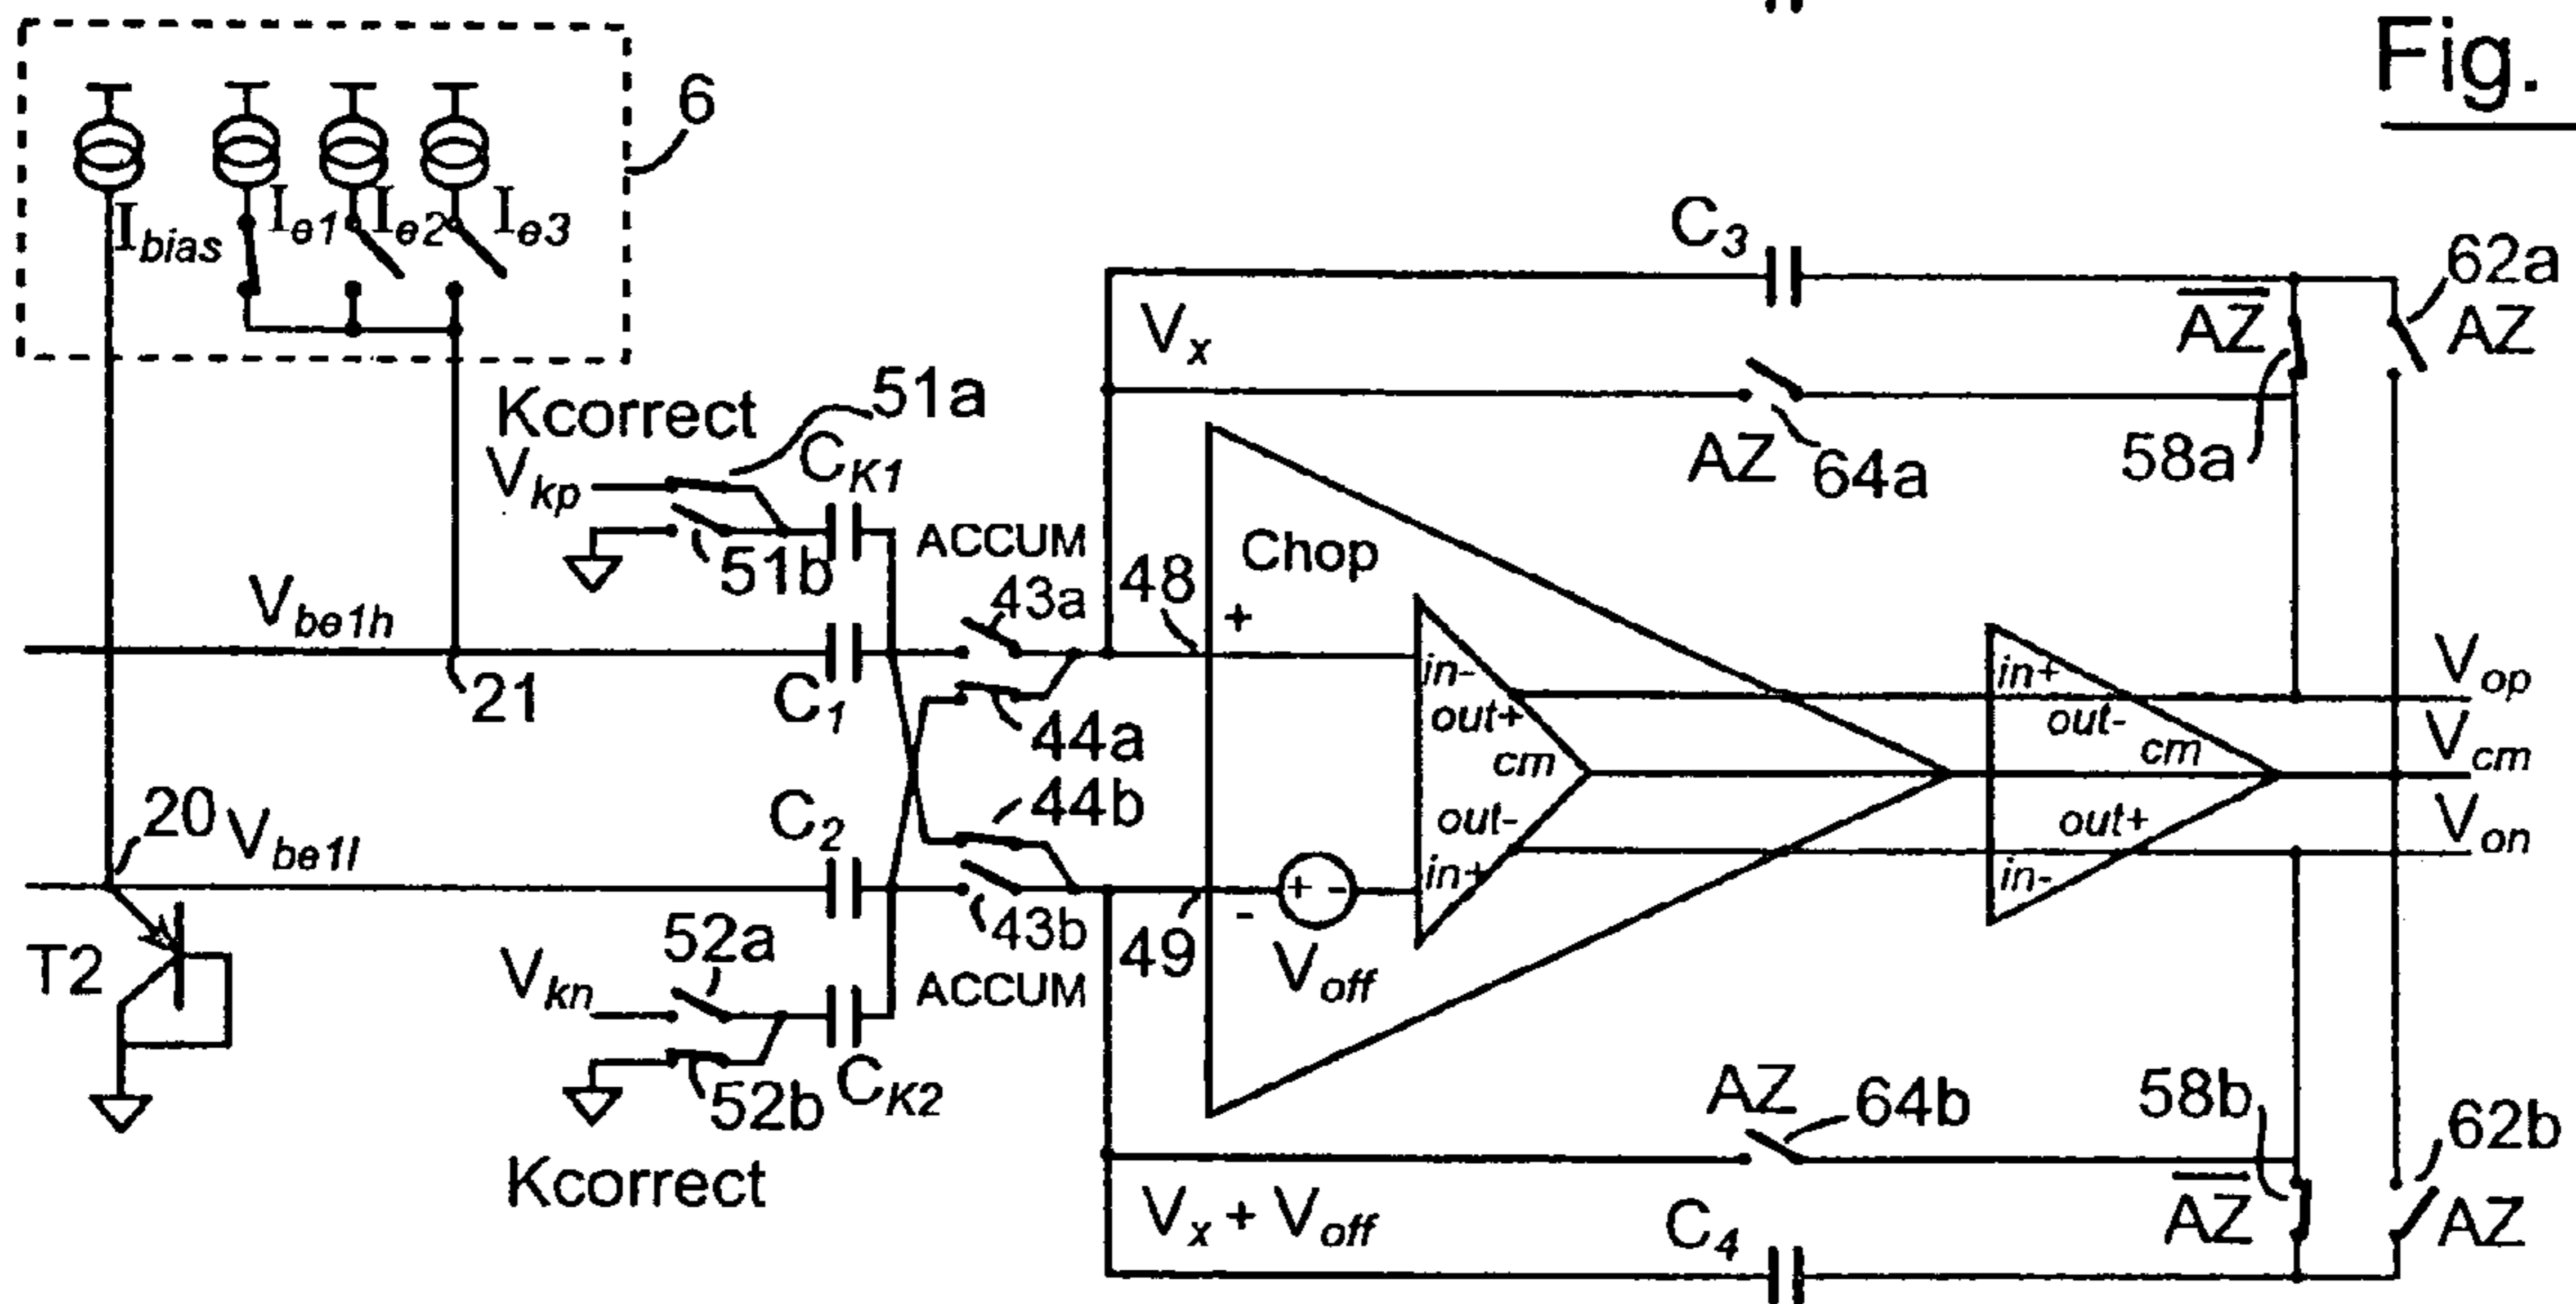 Fig.
6
I_bias
I_e1
I_e2
I_e3
C_3
62a
AZ
AZ
V_x
58a
AZ
64a
Kcorrect
51a
V_kp
C_K1
51b
ACCUM
43a
48
+
Chop
V_be1h
21
C_1
44a
in-
out+
cm
in+
out-
cm
V_op
V_cm
V_on
20
V_be1l
C_2
44b
out-
in+
out+
in-
T2
V_kn
52a
52b
C_K2
43b
ACCUM
49
-
+ -
V_off
Kcorrect
AZ
64b
58b
AZ
62b
AZ
V_x + V_off
C_4